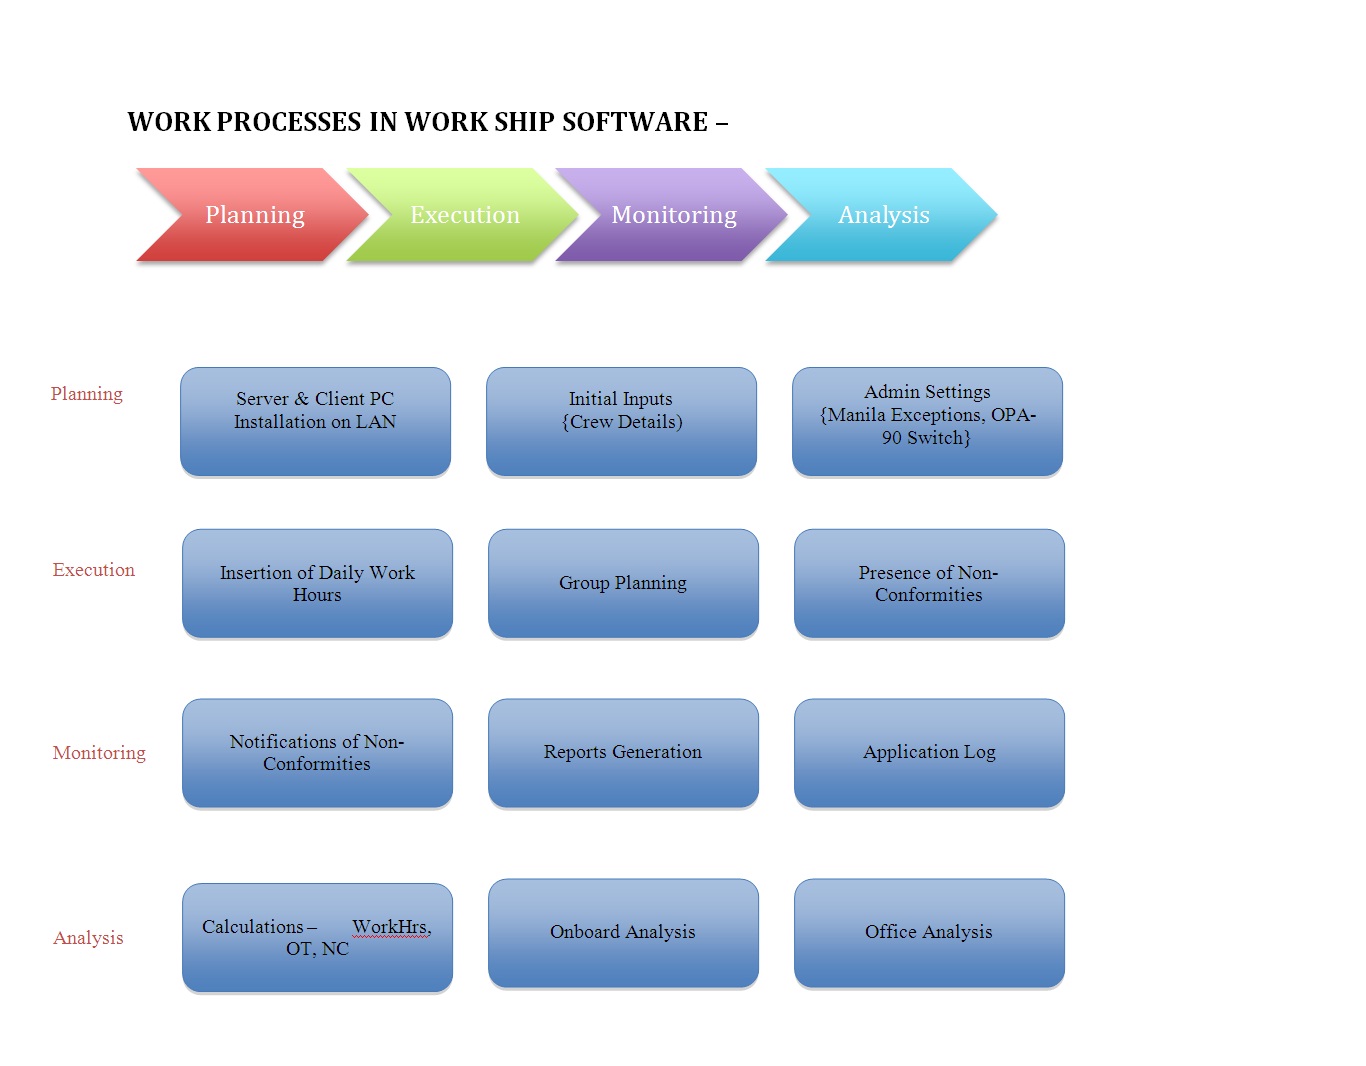 WORK PROCESSES IN WORK SHIP SOFTWARE –
Planning
Execution
Monitoring
Analysis
Planning
Server & Client PC
Installation on LAN
Initial Inputs
{Crew Details)
Admin Settings
{Manila Exceptions, OPA-
90 Switch}
Execution
Insertion of Daily Work
Hours
Group Planning
Presence of Non-
Conformities
Monitoring
Notifications of Non-
Conformities
Reports Generation
Application Log
Analysis
Calculations – WorkHrs,
OT, NC
Onboard Analysis
Office Analysis